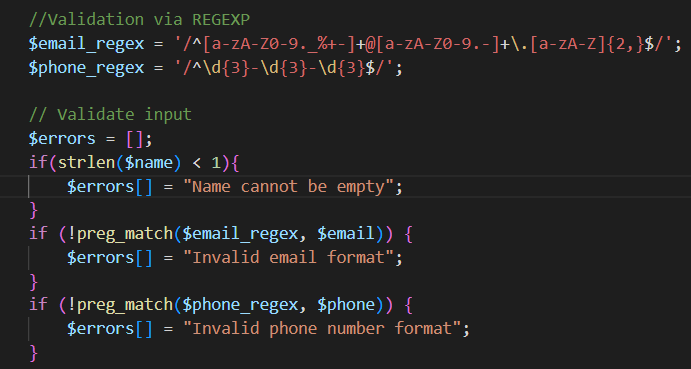 //Validation via REGEXP
$email_regex = '/^[a-zA-Z0-9._%+-]+@[a-zA-Z0-9.-]+\.[a-zA-Z]{2,}$/';
$phone_regex = '/^\d{3}-\d{3}-\d{3}$/';
// Validate input
$errors = [];
if(strlen($name) < 1){
$errors[] = "Name cannot be empty";
}
if (!preg_match($email_regex, $email)) {
$errors[] = "Invalid email format";
}
if (!preg_match($phone_regex, $phone)) {
$errors[] = "Invalid phone number format";
}